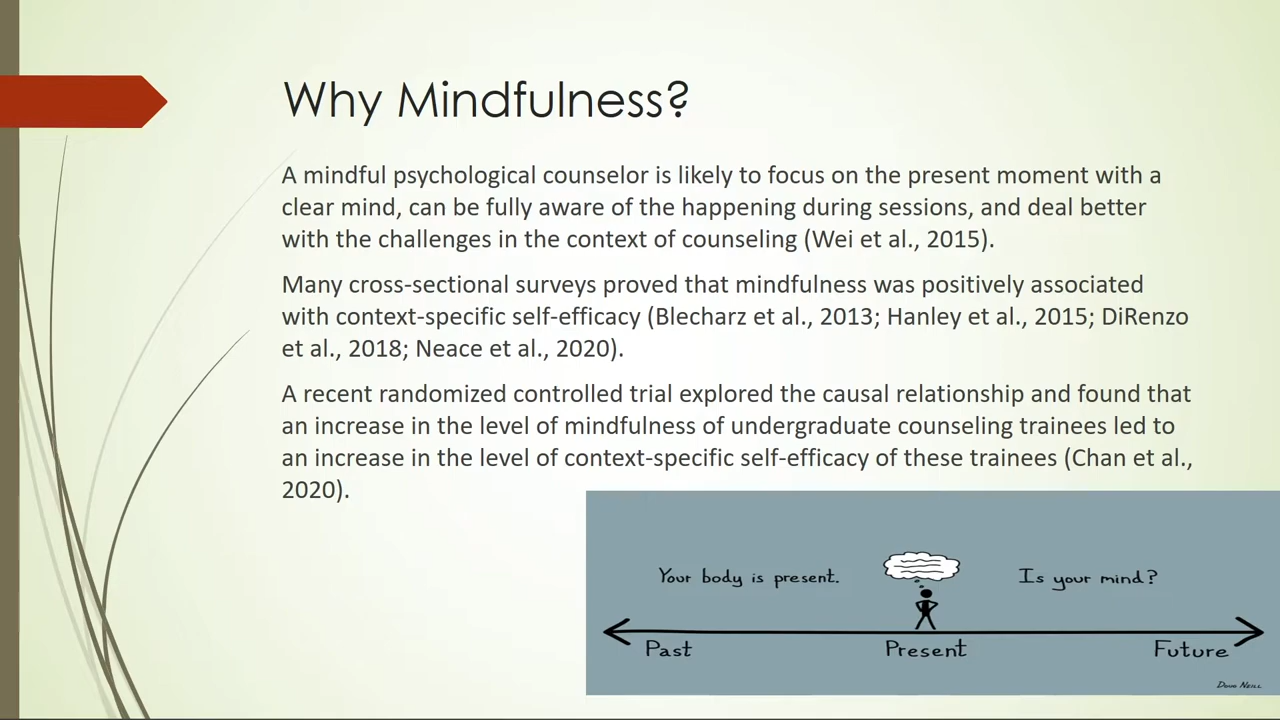 Why Mindfulness?
A mindful psychological counselor is likely to focus on the present moment with a
clear mind, can be fully aware of the happening during sessions, and deal better
with the challenges in the context of counseling (Wei et al., 2015).
Many cross-sectional surveys proved that mindfulness was positively associated
with context-specific self-efficacy (Blecharz et al., 2013; Hanley et al., 2015; DiRenzo
et al., 2018; Neace et al., 2020).
A recent randomized controlled trial explored the causal relationship and found that
an increase in the level of mindfulness of undergraduate counseling trainees led to
an increase in the level of context-specific self-efficacy of these trainees (Chan et al.,
2020).
Your body is present. Is your mind?
Past Present Future
Doug Neill